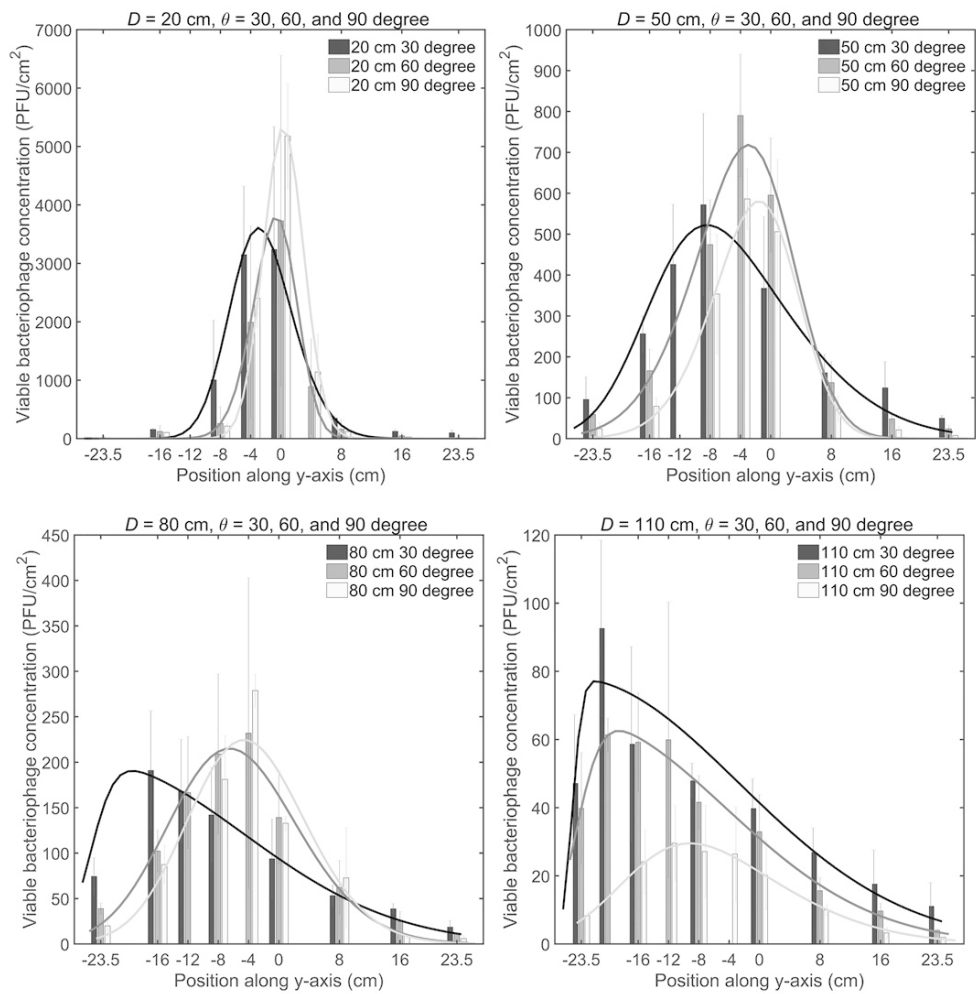 D = 20 cm, θ = 30, 60, and 90 degree
Viable bacteriophage concentration (PFU/cm²)
7000
6000
5000
4000
3000
2000
1000
0
20 cm 30 degree
20 cm 60 degree
20 cm 90 degree
-23.5 -16 -12 -8 -4 0 8 16 23.5
Position along y-axis (cm)
D = 50 cm, θ = 30, 60, and 90 degree
Viable bacteriophage concentration (PFU/cm²)
1000
900
800
700
600
500
400
300
200
100
0
50 cm 30 degree
50 cm 60 degree
50 cm 90 degree
-23.5 -16 -12 -8 -4 0 8 16 23.5
Position along y-axis (cm)
D = 80 cm, θ = 30, 60, and 90 degree
Viable bacteriophage concentration (PFU/cm²)
450
400
350
300
250
200
150
100
50
0
80 cm 30 degree
80 cm 60 degree
80 cm 90 degree
-23.5 -16 -12 -8 -4 0 8 16 23.5
Position along y-axis (cm)
D = 110 cm, θ = 30, 60, and 90 degree
Viable bacteriophage concentration (PFU/cm²)
120
100
80
60
40
20
0
110 cm 30 degree
110 cm 60 degree
110 cm 90 degree
-23.5 -16 -12 -8 -4 0 8 16 23.5
Position along y-axis (cm)